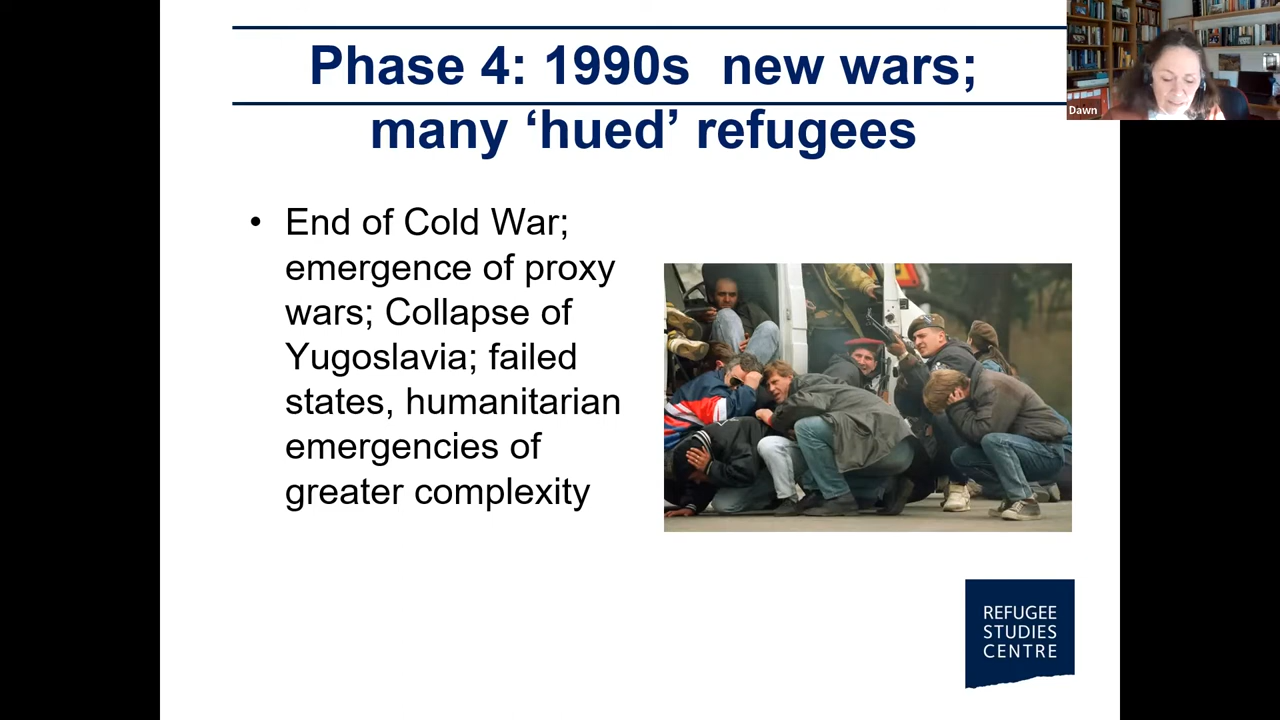 Phase 4: 1990s  new wars;
many ‘hued’ refugees
Dawn
• End of Cold War;
emergence of proxy
wars; Collapse of
Yugoslavia; failed
states, humanitarian
emergencies of
greater complexity
REFUGEE
STUDIES
CENTRE